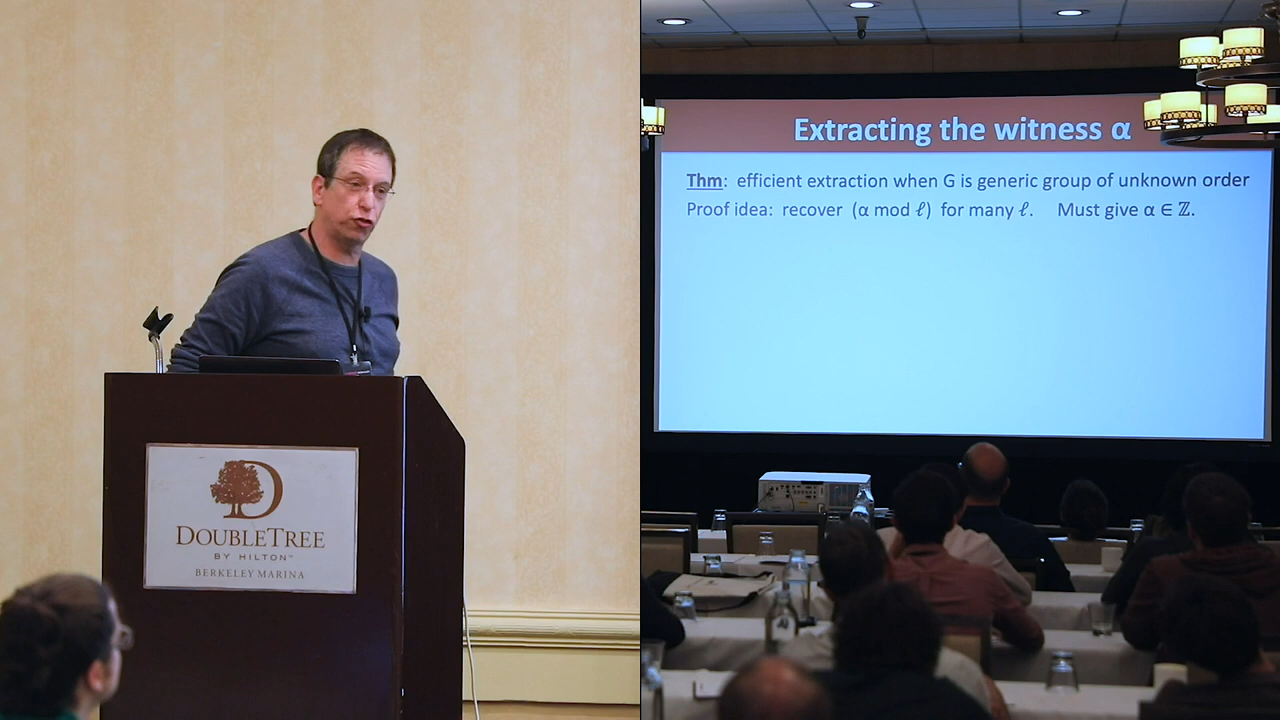 DOUBLETREE
BY HILTON™
BERKELEY MARINA
Extracting the witness α
Thm: efficient extraction when G is generic group of unknown order
Proof idea: recover (α mod ℓ) for many ℓ. Must give α ∈ ℤ.